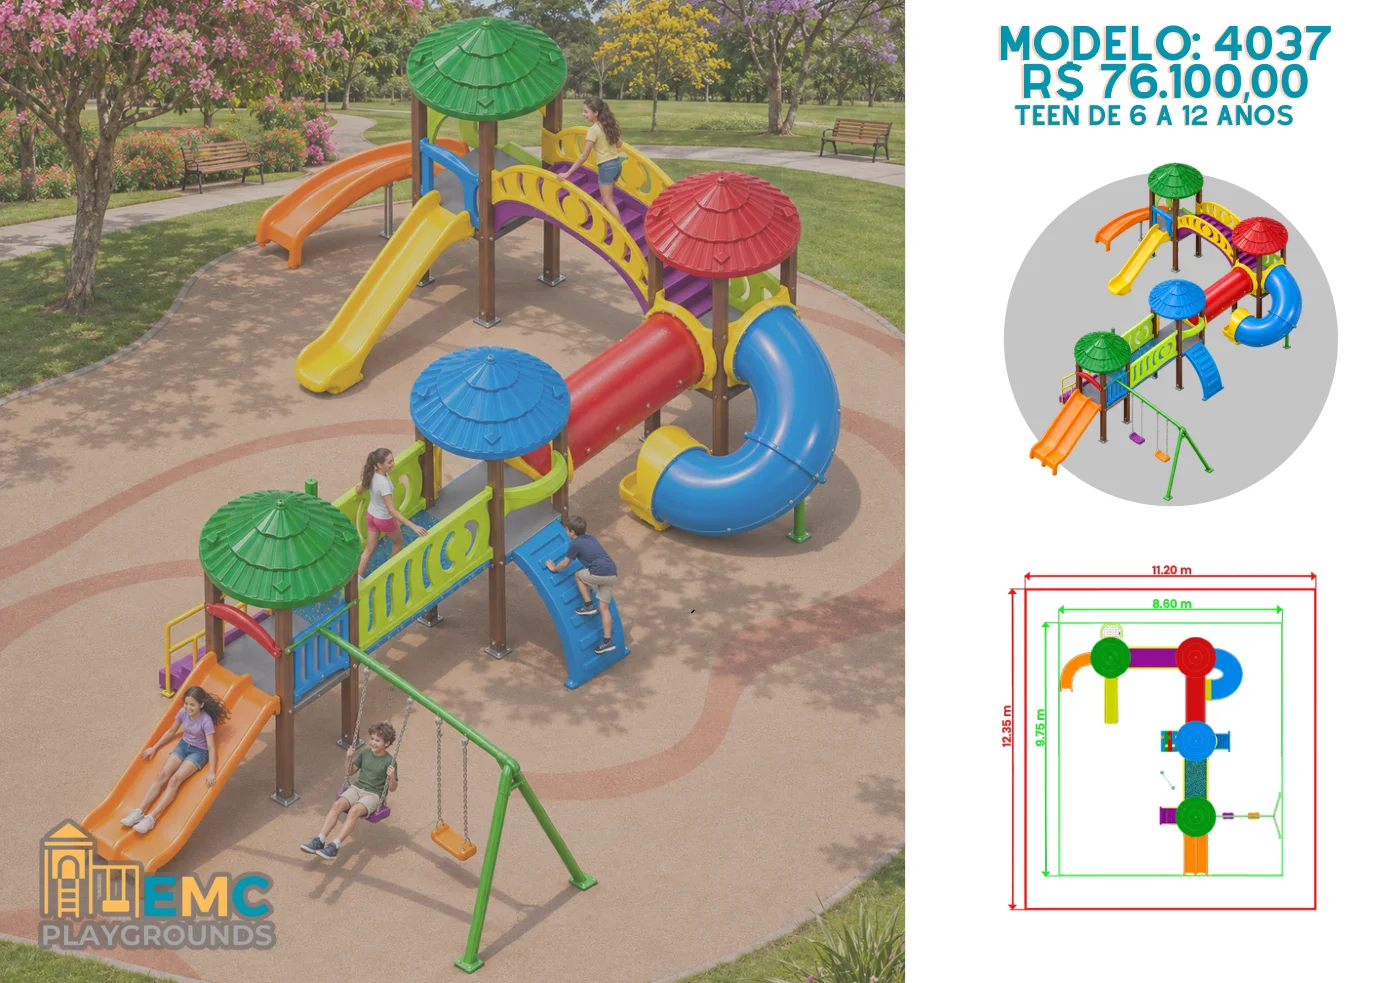 MODELO: 4037
R$ 76.100,00
TEEN DE 6 A 12 ANOS
11.20 m
8.60 m
12.35 m
9.75 m
EMC
PLAYGROUNDS